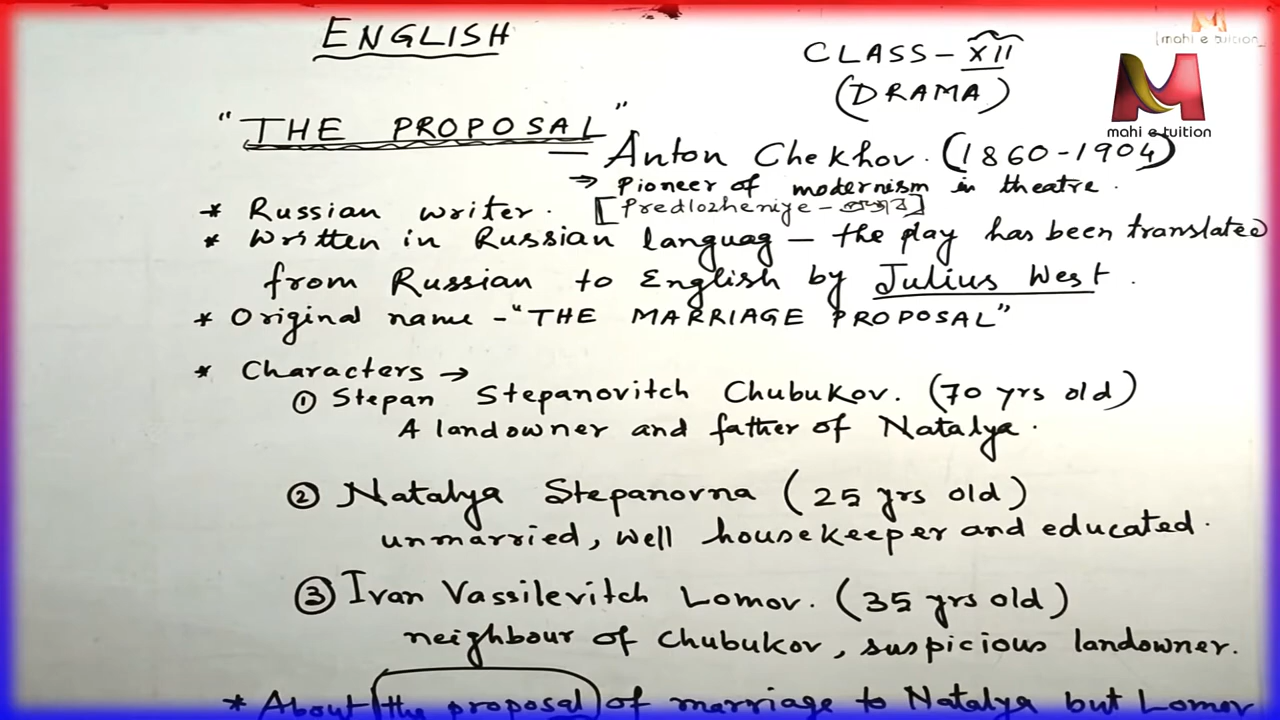 ENGLISH
CLASS - XII
(DRAMA)
(mahi e tuition
mahi e tuition
"THE PROPOSAL"
— Anton Chekhov. (1860-1904)
⇒ Pioneer of modernism in theatre.
* Russian writer. [Predlozheniye -
* Written in Russian languag — the play has been translated
from Russian to English by Julius West.
* Original name - "THE MARRIAGE PROPOSAL"
* Characters →
① Stepan Stepanovitch Chubukov. (70 yrs old)
A landowner and father of Natalya.
② Natalya Stepanovna (25 yrs old)
unmarried, well housekeeper and educated.
③ Ivan Vassilevitch Lomov. (35 yrs old)
neighbour of Chubukov, suspicious landowner.
* About the proposal of marriage to Natalya but Lomov